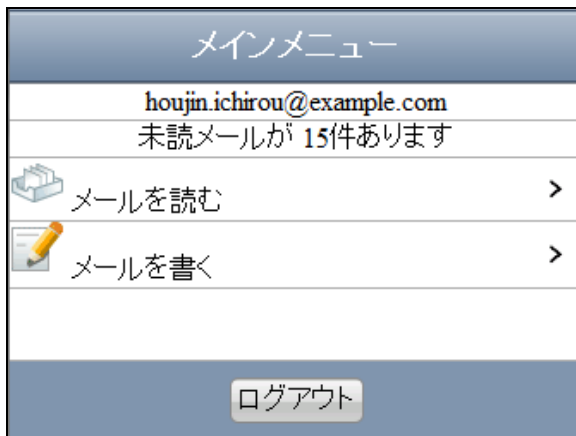 メインメニュー
houjin.ichirou@example.com
未読メールが 15件あります
メールを読む
メールを書く
ログアウト